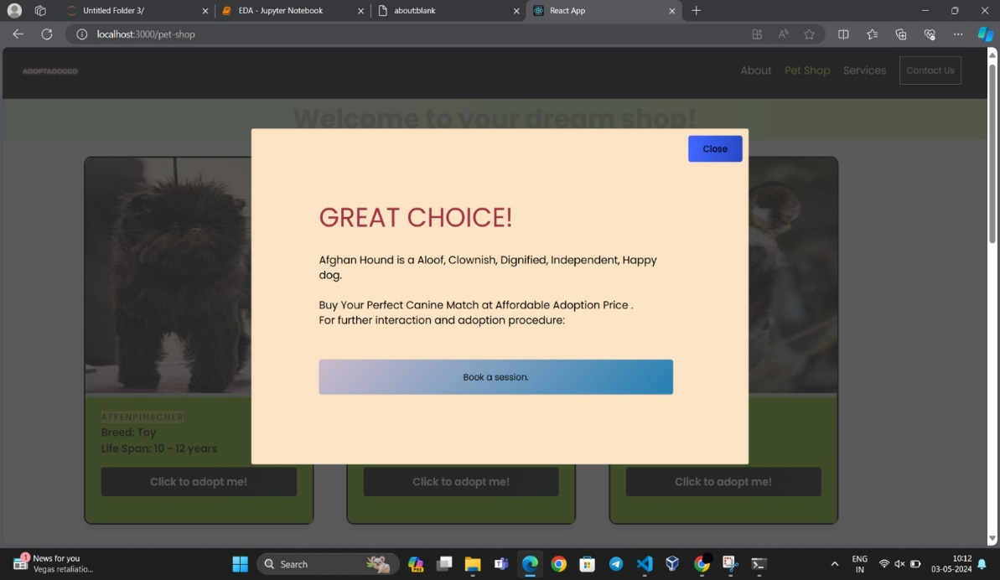 Untitled Folder 3/
EDA - Jupyter Notebook
about:blank
React App
localhost:3000/pet-shop
ADOPTADOGGO
About
Pet Shop
Services
Contact Us
Welcome to your dream shop!
Close
GREAT CHOICE!
Afghan Hound is a Aloof, Clownish, Dignified, Independent, Happy
dog.
Buy Your Perfect Canine Match at Affordable Adoption Price .
For further interaction and adoption procedure:
Book a session.
AFFENPINSCHER
Breed: Toy
Life Span: 10 - 12 years
Click to adopt me!
Click to adopt me!
Click to adopt me!
1
News for you
Vegas retaliatio...
Search
PRE
ENG
IN
10:12
03-05-2024